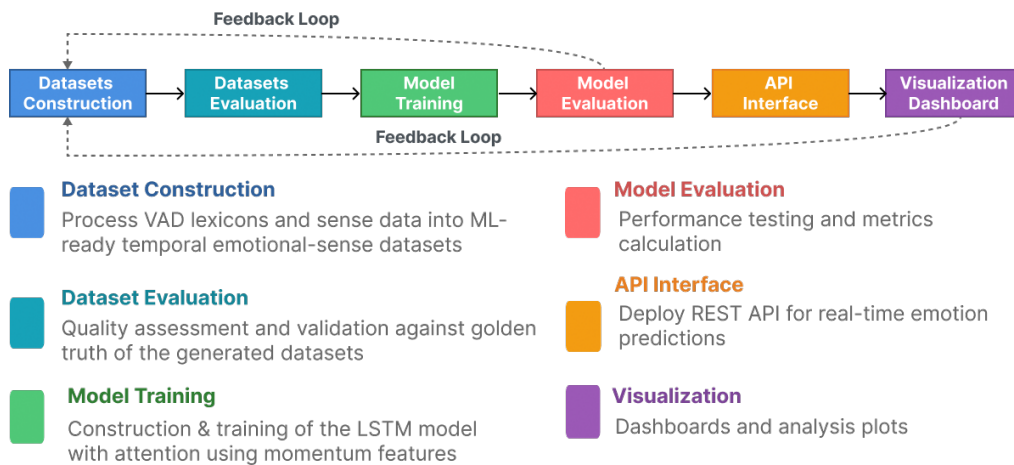 Feedback Loop
Datasets
Construction
Datasets
Evaluation
Model
Training
Model
Evaluation
API
Interface
Visualization
Dashboard
Feedback Loop
Dataset Construction
Process VAD lexicons and sense data into ML-
ready temporal emotional-sense datasets
Dataset Evaluation
Quality assessment and validation against golden
truth of the generated datasets
Model Training
Construction & training of the LSTM model
with attention using momentum features
Model Evaluation
Performance testing and metrics
calculation
API Interface
Deploy REST API for real-time emotion
predictions
Visualization
Dashboards and analysis plots